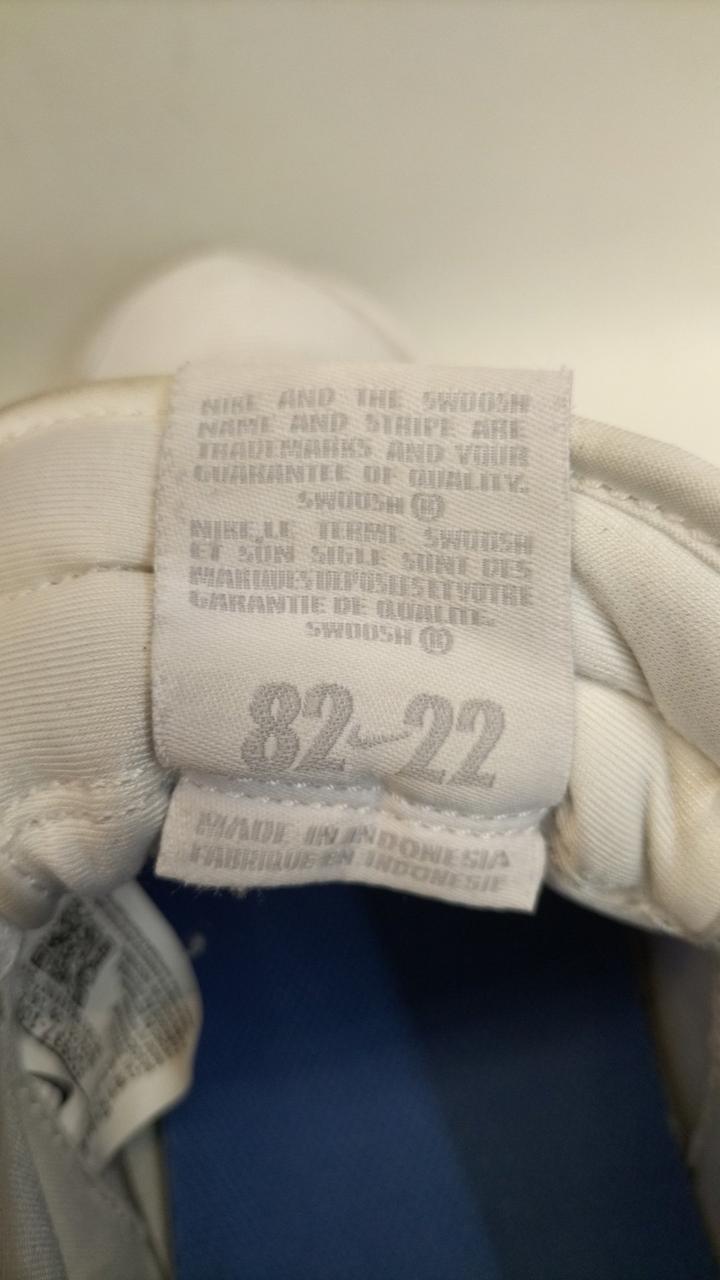 NIKE AND THE SWOOSH
NAME AND STRIPE ARE
TRADEMARKS AND YOUR
GUARANTEE OF QUALITY.
SWOOSH ®
NIKE,LE TERME SWOOSH
ET SON SIGLE SONT DES
MARQUES DEPOSEES ET VOTRE
GARANTIE DE QUALITE.
SWOOSH ®
82 22
MADE IN INDONESIA
FABRIQUE EN INDONESIE